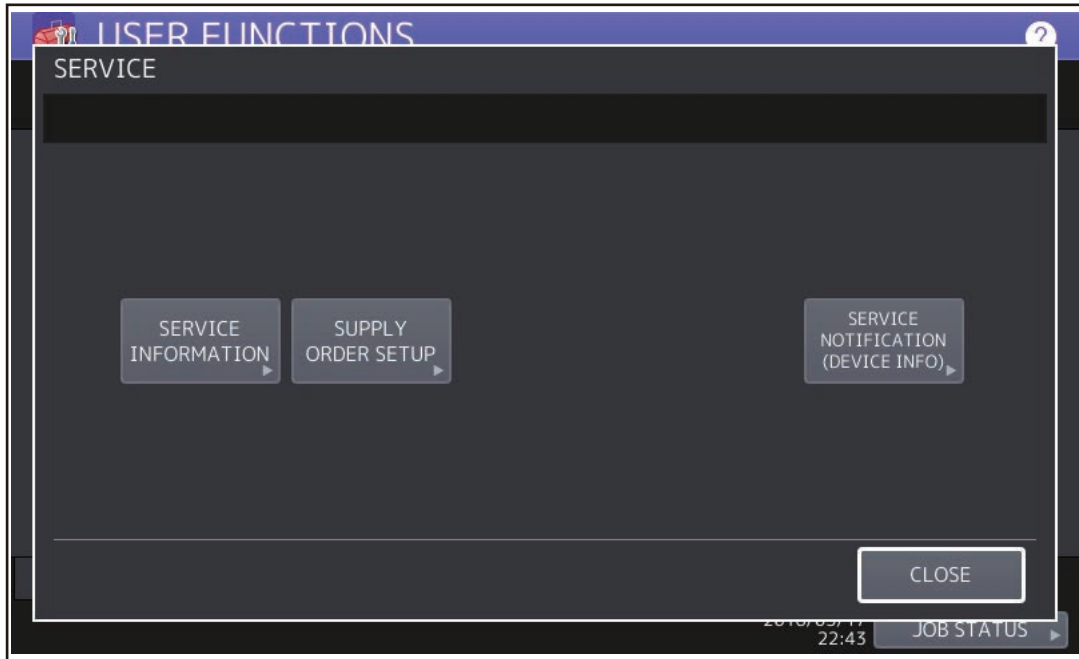 USER FUNCTIONS
?
SERVICE
SERVICE
INFORMATION
SUPPLY
ORDER SETUP
SERVICE
NOTIFICATION
(DEVICE INFO)
CLOSE
22:43
JOB STATUS